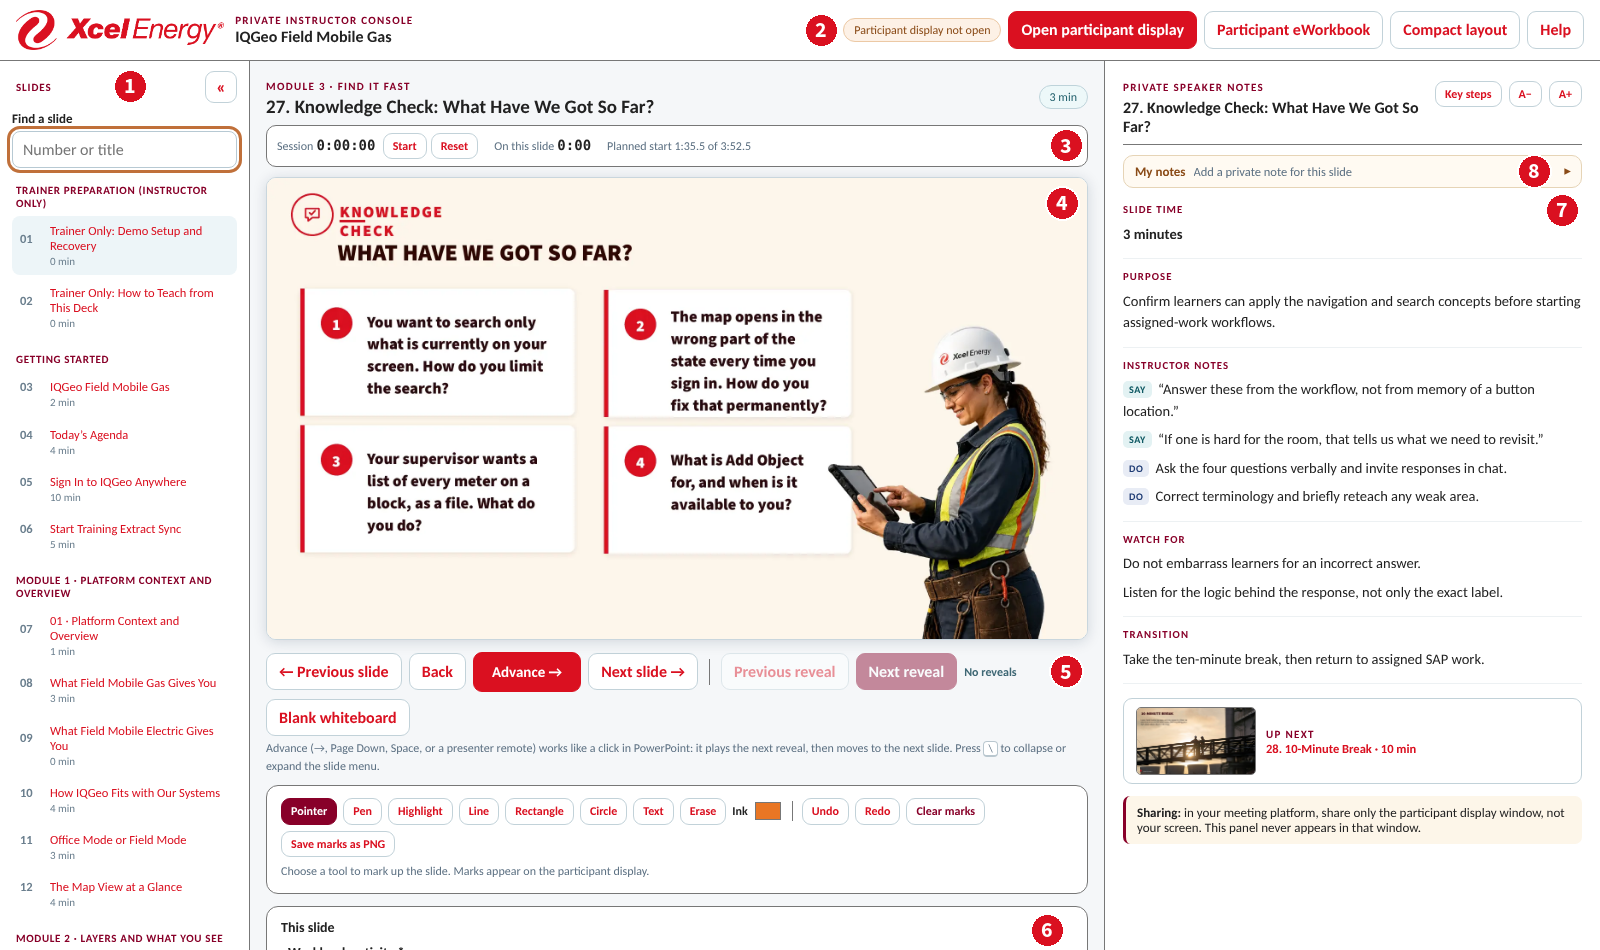 Xcel Energy®
PRIVATE INSTRUCTOR CONSOLE
IQGeo Field Mobile Gas
2
Participant display not open
Open participant display
Participant eWorkbook
Compact layout
Help
SLIDES
1
«
Find a slide
Number or title
TRAINER PREPARATION (INSTRUCTOR
ONLY)
01
Trainer Only: Demo Setup and
Recovery
0 min
02
Trainer Only: How to Teach from
This Deck
0 min
GETTING STARTED
03
IQGeo Field Mobile Gas
2 min
04
Today's Agenda
4 min
05
Sign In to IQGeo Anywhere
10 min
06
Start Training Extract Sync
5 min
MODULE 1 · PLATFORM CONTEXT AND
OVERVIEW
07
01 · Platform Context and
Overview
1 min
08
What Field Mobile Gas Gives You
3 min
09
What Field Mobile Electric Gives
You
0 min
10
How IQGeo Fits with Our Systems
4 min
11
Office Mode or Field Mode
3 min
12
The Map View at a Glance
4 min
MODULE 2 · LAYERS AND WHAT YOU SEE
MODULE 3 · FIND IT FAST
27. Knowledge Check: What Have We Got So Far?
3 min
Session 0:00:00 Start Reset On this slide 0:00 Planned start 1:35.5 of 3:52.5
3
KNOWLEDGE
CHECK
4
WHAT HAVE WE GOT SO FAR?
1
You want to search only
what is currently on your
screen. How do you limit
the search?
2
The map opens in the
wrong part of the
state every time you
sign in. How do you
fix that permanently?
3
Your supervisor wants a
list of every meter on a
block, as a file. What do
you do?
4
What is Add Object
for, and when is it
available to you?
Xcel Energy
← Previous slide
Back
Advance →
Next slide →
Previous reveal
Next reveal
No reveals
5
Blank whiteboard
Advance (→, Page Down, Space, or a presenter remote) works like a click in PowerPoint: it plays the next reveal, then moves to the next slide. Press \ to collapse or
expand the slide menu.
Pointer
Pen
Highlight
Line
Rectangle
Circle
Text
Erase
Ink
Undo
Redo
Clear marks
Save marks as PNG
Choose a tool to mark up the slide. Marks appear on the participant display.
This slide
6
PRIVATE SPEAKER NOTES
27. Knowledge Check: What Have We Got So
Far?
Key steps
A−
A+
My notes Add a private note for this slide
8
▸
SLIDE TIME
7
3 minutes
PURPOSE
Confirm learners can apply the navigation and search concepts before starting
assigned-work workflows.
INSTRUCTOR NOTES
SAY “Answer these from the workflow, not from memory of a button
location.”
SAY “If one is hard for the room, that tells us what we need to revisit.”
DO Ask the four questions verbally and invite responses in chat.
DO Correct terminology and briefly reteach any weak area.
WATCH FOR
Do not embarrass learners for an incorrect answer.
Listen for the logic behind the response, not only the exact label.
TRANSITION
Take the ten-minute break, then return to assigned SAP work.
UP NEXT
28. 10-Minute Break · 10 min
Sharing: in your meeting platform, share only the participant display window, not
your screen. This panel never appears in that window.